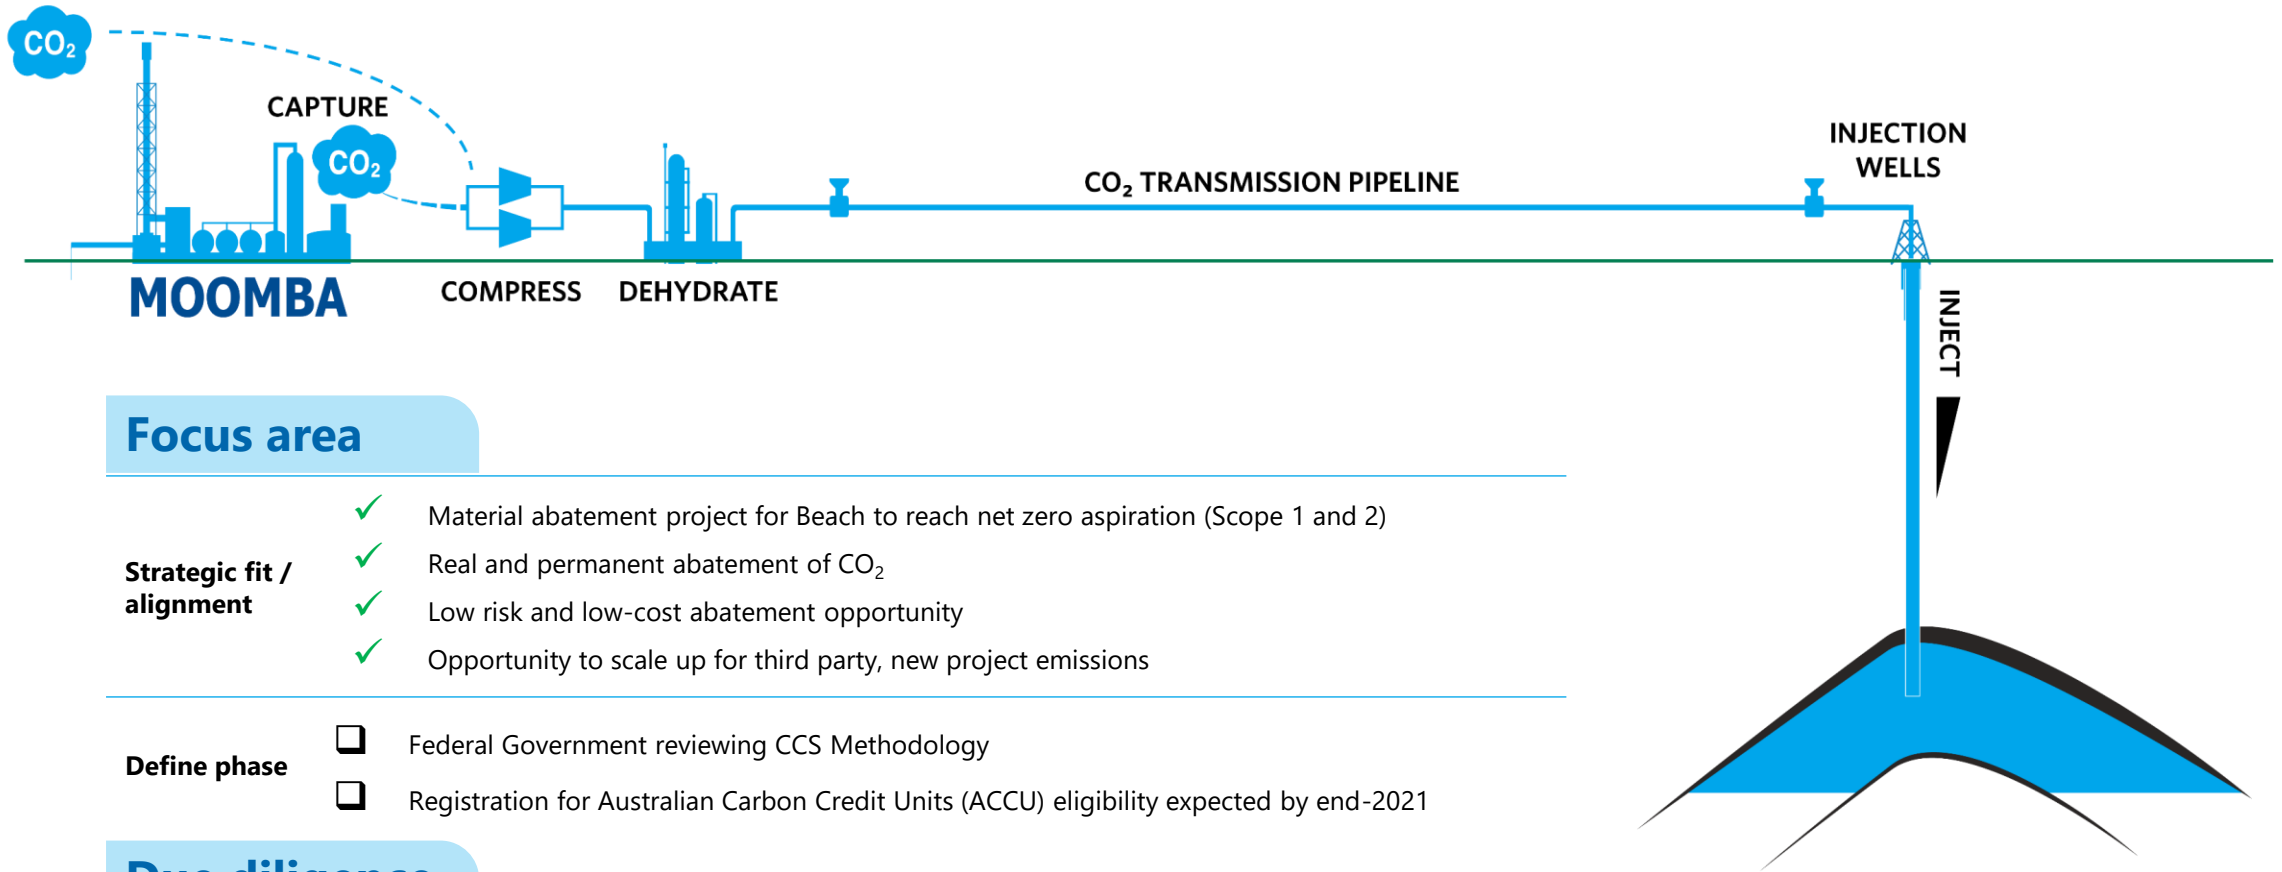 CO₂
CAPTURE
CO₂
CO₂ TRANSMISSION PIPELINE
INJECTION
WELLS
MOOMBA
COMPRESS
DEHYDRATE
INJECT
Focus area
Strategic fit /
alignment
Material abatement project for Beach to reach net zero aspiration (Scope 1 and 2)
Real and permanent abatement of CO₂
Low risk and low-cost abatement opportunity
Opportunity to scale up for third party, new project emissions
Define phase
Federal Government reviewing CCS Methodology
Registration for Australian Carbon Credit Units (ACCU) eligibility expected by end-2021
Due diligence